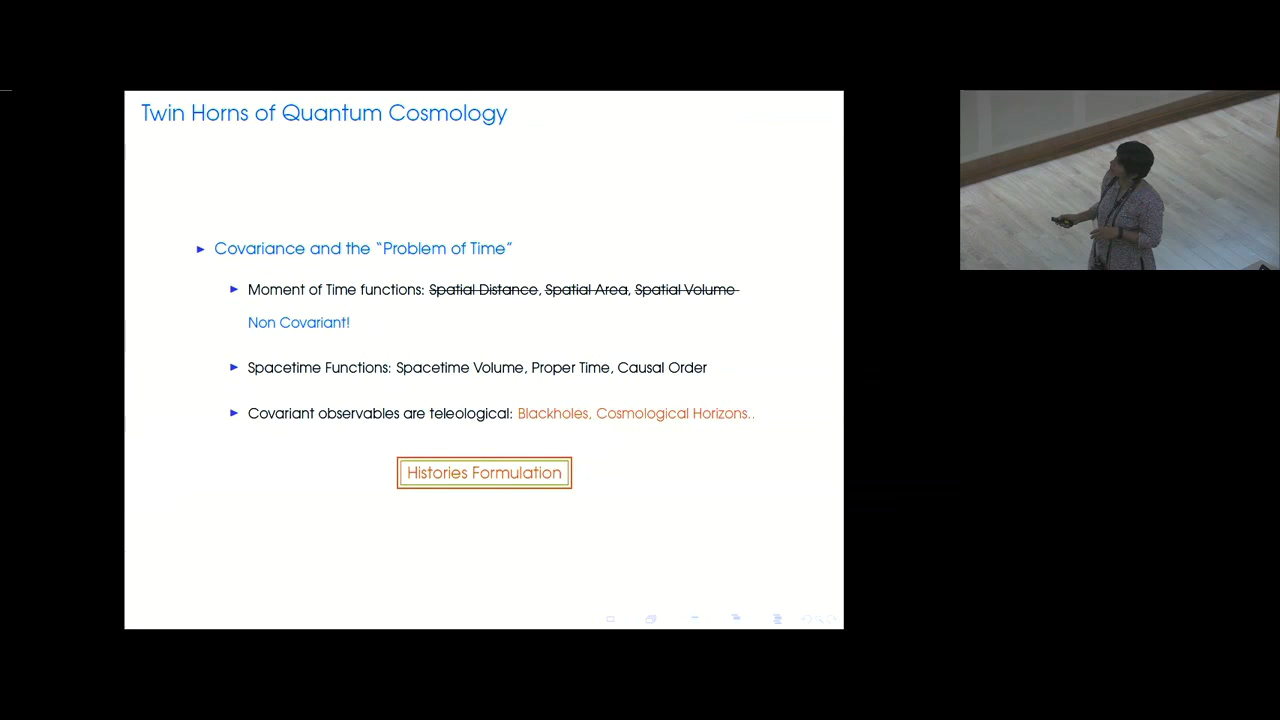 Twin Horns of Quantum Cosmology
► Covariance and the “Problem of Time”
► Moment of Time functions: Spatial Distance, Spatial Area, Spatial Volume
Non Covariant!
► Spacetime Functions: Spacetime Volume, Proper Time, Causal Order
► Covariant observables are teleological: Blackholes, Cosmological Horizons..
Histories Formulation